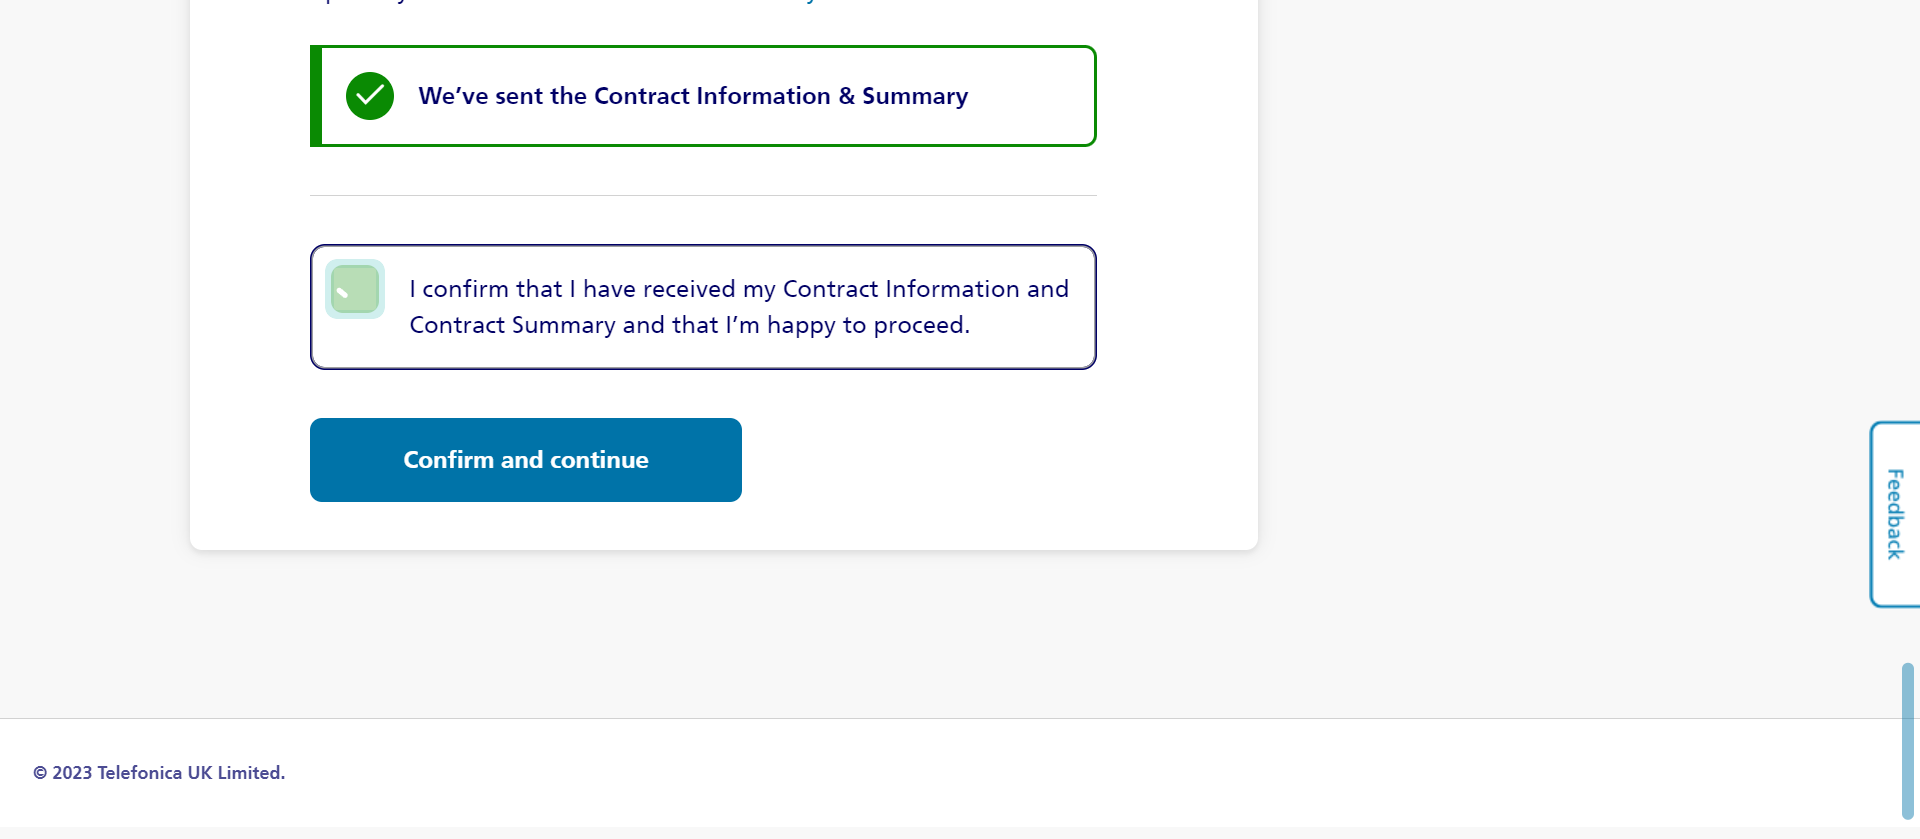 We’ve sent the Contract Information & Summary
I confirm that I have received my Contract Information and
Contract Summary and that I’m happy to proceed.
Confirm and continue
Feedback
© 2023 Telefonica UK Limited.